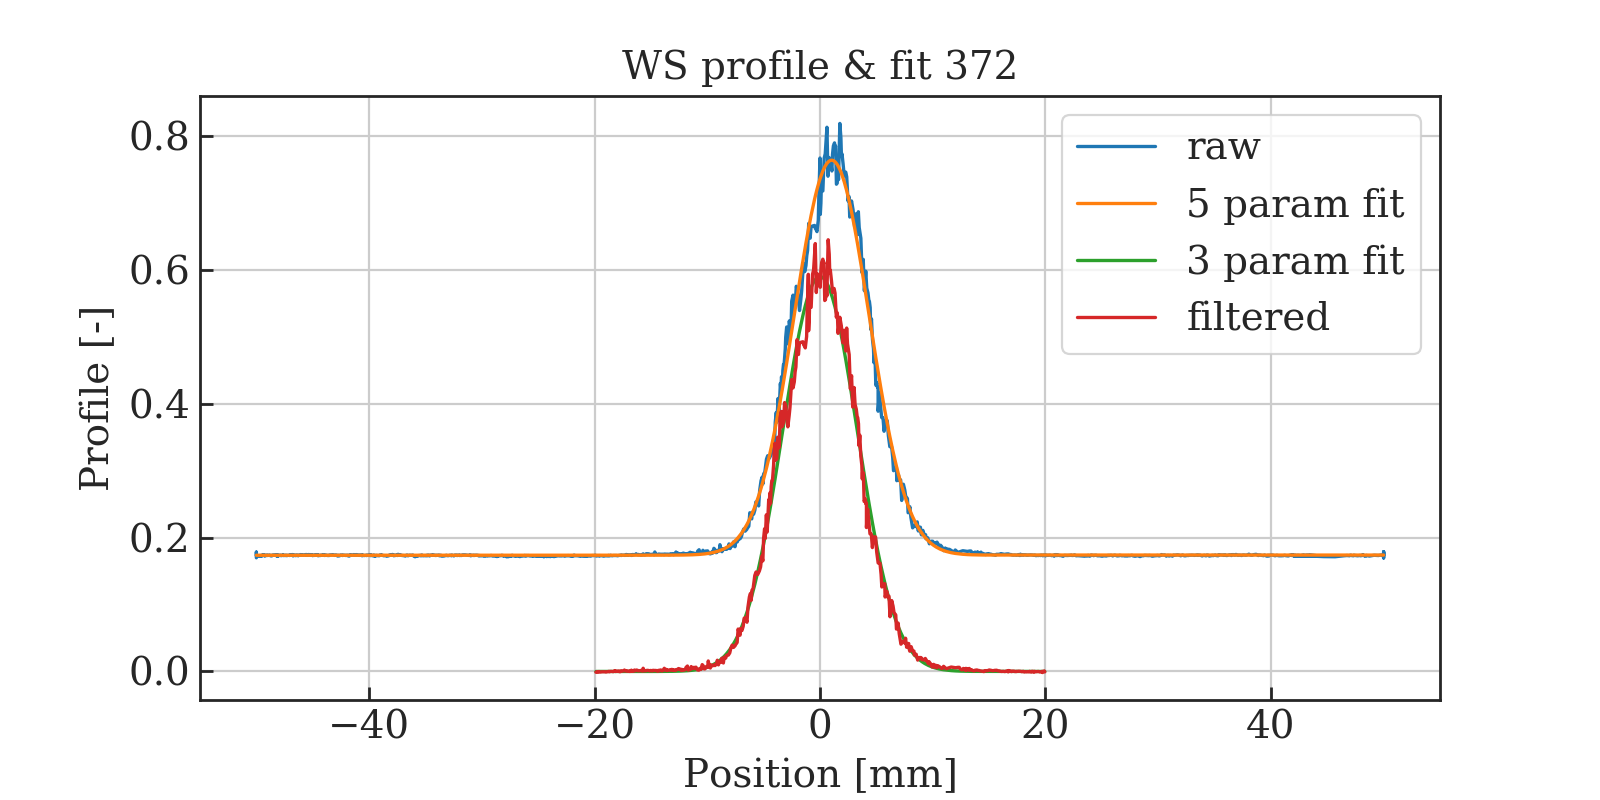 WS profile & fit 372
raw
5 param fit
3 param fit
filtered
Profile [-]
0.8
0.6
0.4
0.2
0.0
−40
−20
0
20
40
Position [mm]